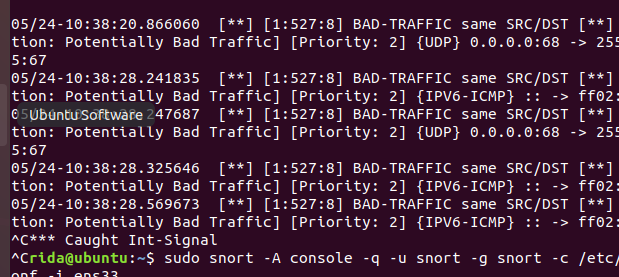 05/24-10:38:20.866060 [**] [1:527:8] BAD-TRAFFIC same SRC/DST [**]
tion: Potentially Bad Traffic] [Priority: 2] {UDP} 0.0.0.0:68 -> 255
5:67
05/24-10:38:28.241835 [**] [1:527:8] BAD-TRAFFIC same SRC/DST [**]
tion: Potentially Bad Traffic] [Priority: 2] {IPV6-ICMP} :: -> ff02:
05/24-10:38:28.247687 [**] [1:527:8] BAD-TRAFFIC same SRC/DST [**]
Ubuntu Software
tion: Potentially Bad Traffic] [Priority: 2] {UDP} 0.0.0.0:68 -> 255
5:67
05/24-10:38:28.325646 [**] [1:527:8] BAD-TRAFFIC same SRC/DST [**]
tion: Potentially Bad Traffic] [Priority: 2] {IPV6-ICMP} :: -> ff02:
05/24-10:38:28.569673 [**] [1:527:8] BAD-TRAFFIC same SRC/DST [**]
tion: Potentially Bad Traffic] [Priority: 2] {IPV6-ICMP} :: -> ff02:
^C*** Caught Int-Signal
^Crida@ubuntu:~$ sudo snort -A console -q -u snort -g snort -c /etc/
onf -i ens33